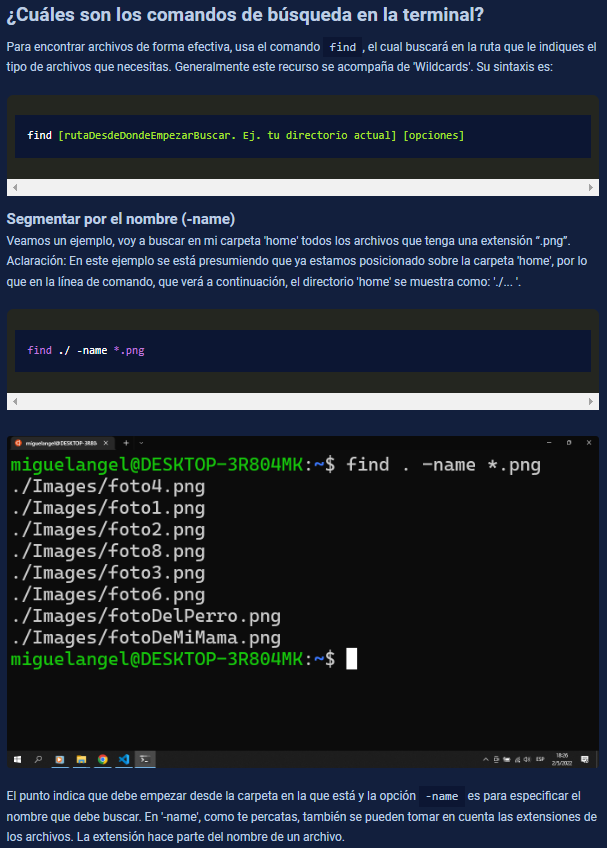 ¿Cuáles son los comandos de búsqueda en la terminal?
Para encontrar archivos de forma efectiva, usa el comando find , el cual buscará en la ruta que le indiques el
tipo de archivos que necesitas. Generalmente este recurso se acompaña de 'Wildcards'. Su sintaxis es:
find [rutaDesdeDondeEmpezarBuscar. Ej. tu directorio actual] [opciones]
Segmentar por el nombre (-name)
Veamos un ejemplo, voy a buscar en mi carpeta 'home' todos los archivos que tenga una extensión “.png”.
Aclaración: En este ejemplo se está presumiendo que ya estamos posicionado sobre la carpeta 'home', por lo
que en la línea de comando, que verá a continuación, el directorio 'home' se muestra como: './... '.
find ./ -name *.png
miguelangel@DESKTOP-3R804MK: ~
miguelangel@DESKTOP-3R804MK:~$ find . -name *.png
./Images/foto4.png
./Images/foto1.png
./Images/foto2.png
./Images/foto8.png
./Images/foto3.png
./Images/foto6.png
./Images/fotoDelPerro.png
./Images/fotoDeMiMama.png
miguelangel@DESKTOP-3R804MK:~$
ESP
18:26
2/5/2022
El punto indica que debe empezar desde la carpeta en la que está y la opción -name es para especificar el
nombre que debe buscar. En '-name', como te percatas, también se pueden tomar en cuenta las extensiones de
los archivos. La extensión hace parte del nombre de un archivo.